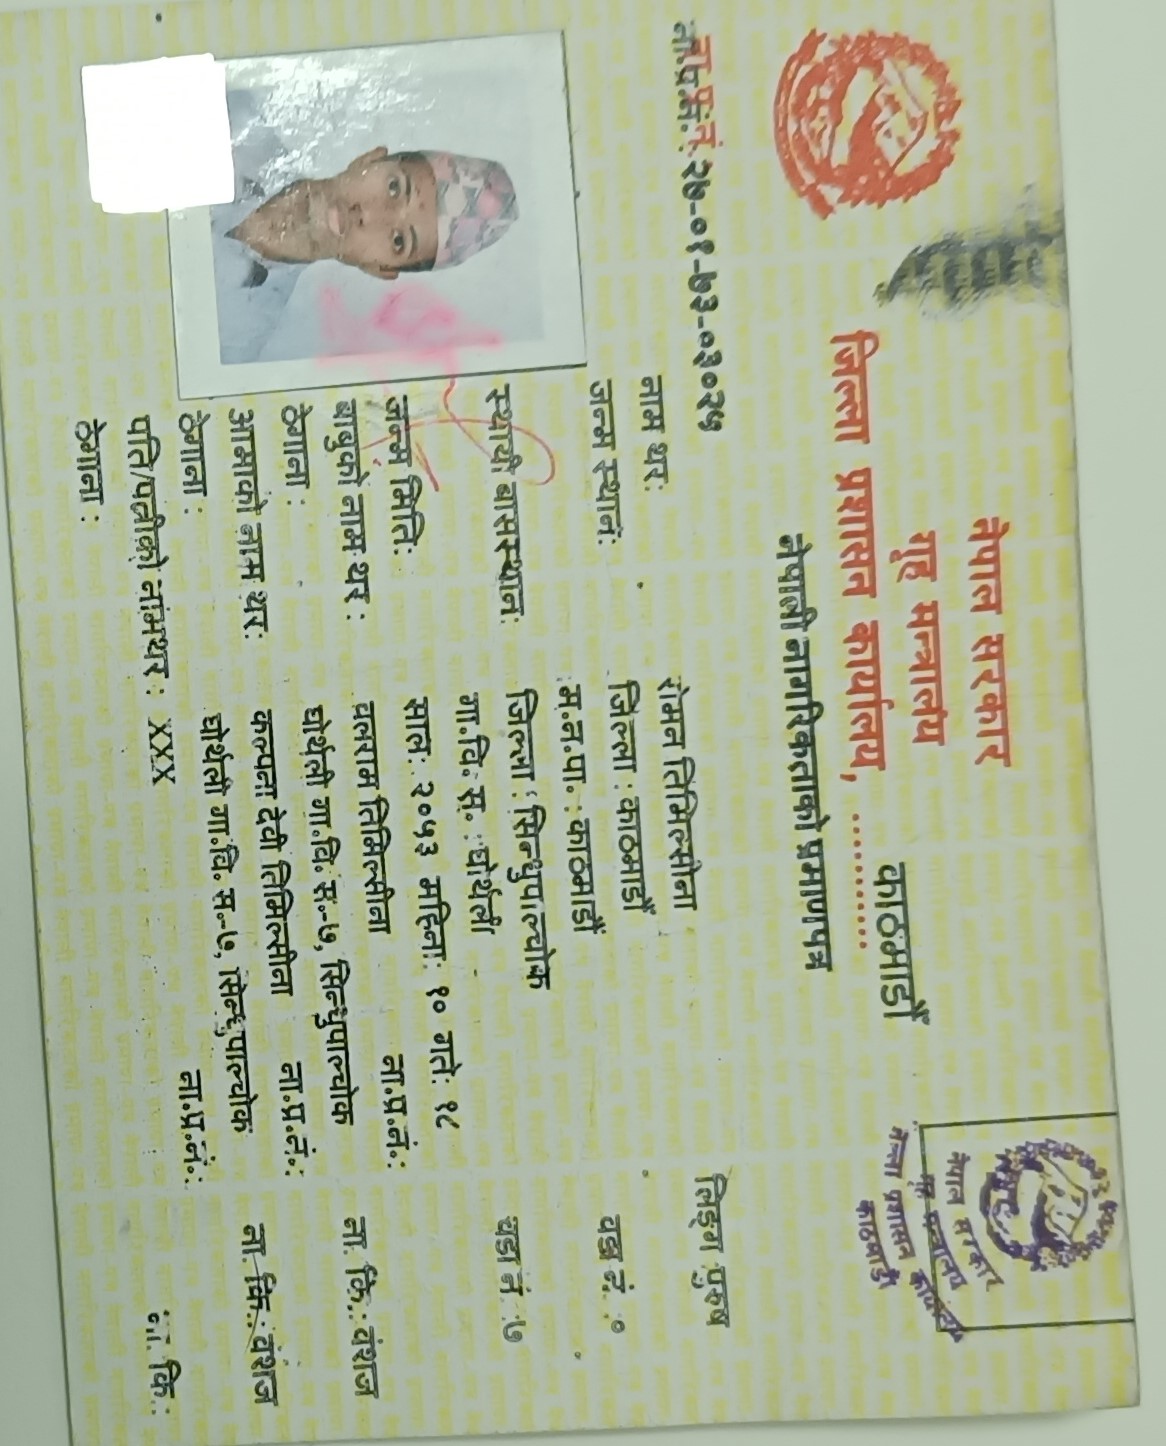 नेपाल सरकार
गृह मन्त्रालय
जिल्ला प्रशासन कार्यालय, काठमाडौं
नेपाली नागरिकताको प्रमाणपत्र
नेपाल सरकार
गृह मन्त्रालय
जिल्ला प्रशासन कार्यालय
काठमाडौं
ना.प्र.नं. २७-०१-७३-०३०२७
नाम थर: रोमन तिमिल्सीना लिङ्ग पुरुष
जन्म स्थान: जिल्ला : काठमाडौं
म.न.पा. : काठमाडौं वडा नं. : ०
स्थायी बासस्थान: जिल्ला : सिन्धुपाल्चोक
गा.वि. स. : घोर्थली वडा नं : ७
जन्म मिति: साल: २०५३ महिना: १० गते: १८
बाबुको नाम थर : बलराम तिमिल्सीना ना.प्र.नं.: ना. कि.: वंशज
ठेगाना : घोर्थली गा.वि. स.-७, सिन्धुपाल्चोक
आमाको नाम थर: कल्पना देवी तिमिल्सीना ना.प्र.नं.: ना. कि.: वंशज
ठेगाना : घोर्थली गा.वि. स.-७, सिन्धुपाल्चोक
पति/पत्नीको नामथर : XXX ना.प्र.नं.: ना. कि.:
ठेगाना :